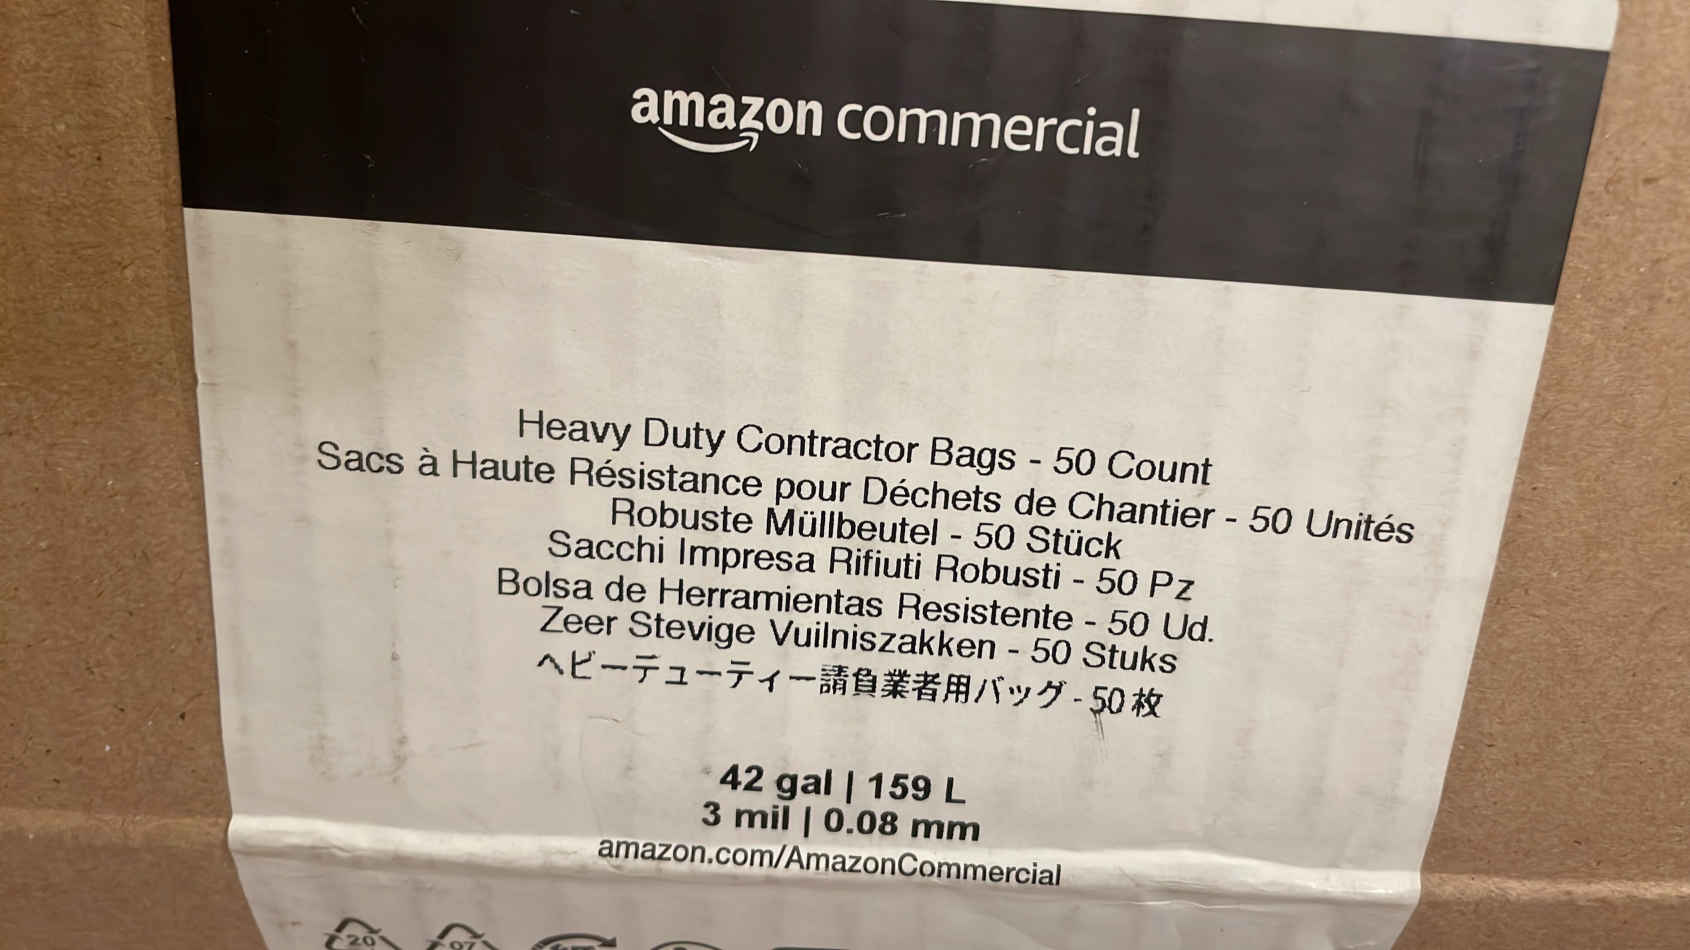 amazon commercial
Heavy Duty Contractor Bags - 50 Count
Sacs à Haute Résistance pour Déchets de Chantier - 50 Unités
Robuste Müllbeutel - 50 Stück
Sacchi Impresa Rifiuti Robusti - 50 Pz
Bolsa de Herramientas Resistente - 50 Ud.
Zeer Stevige Vuilniszakken - 50 Stuks
ヘビーデューティー請負業者用バッグ - 50 枚
42 gal | 159 L
3 mil | 0.08 mm
amazon.com/AmazonCommercial
20 07